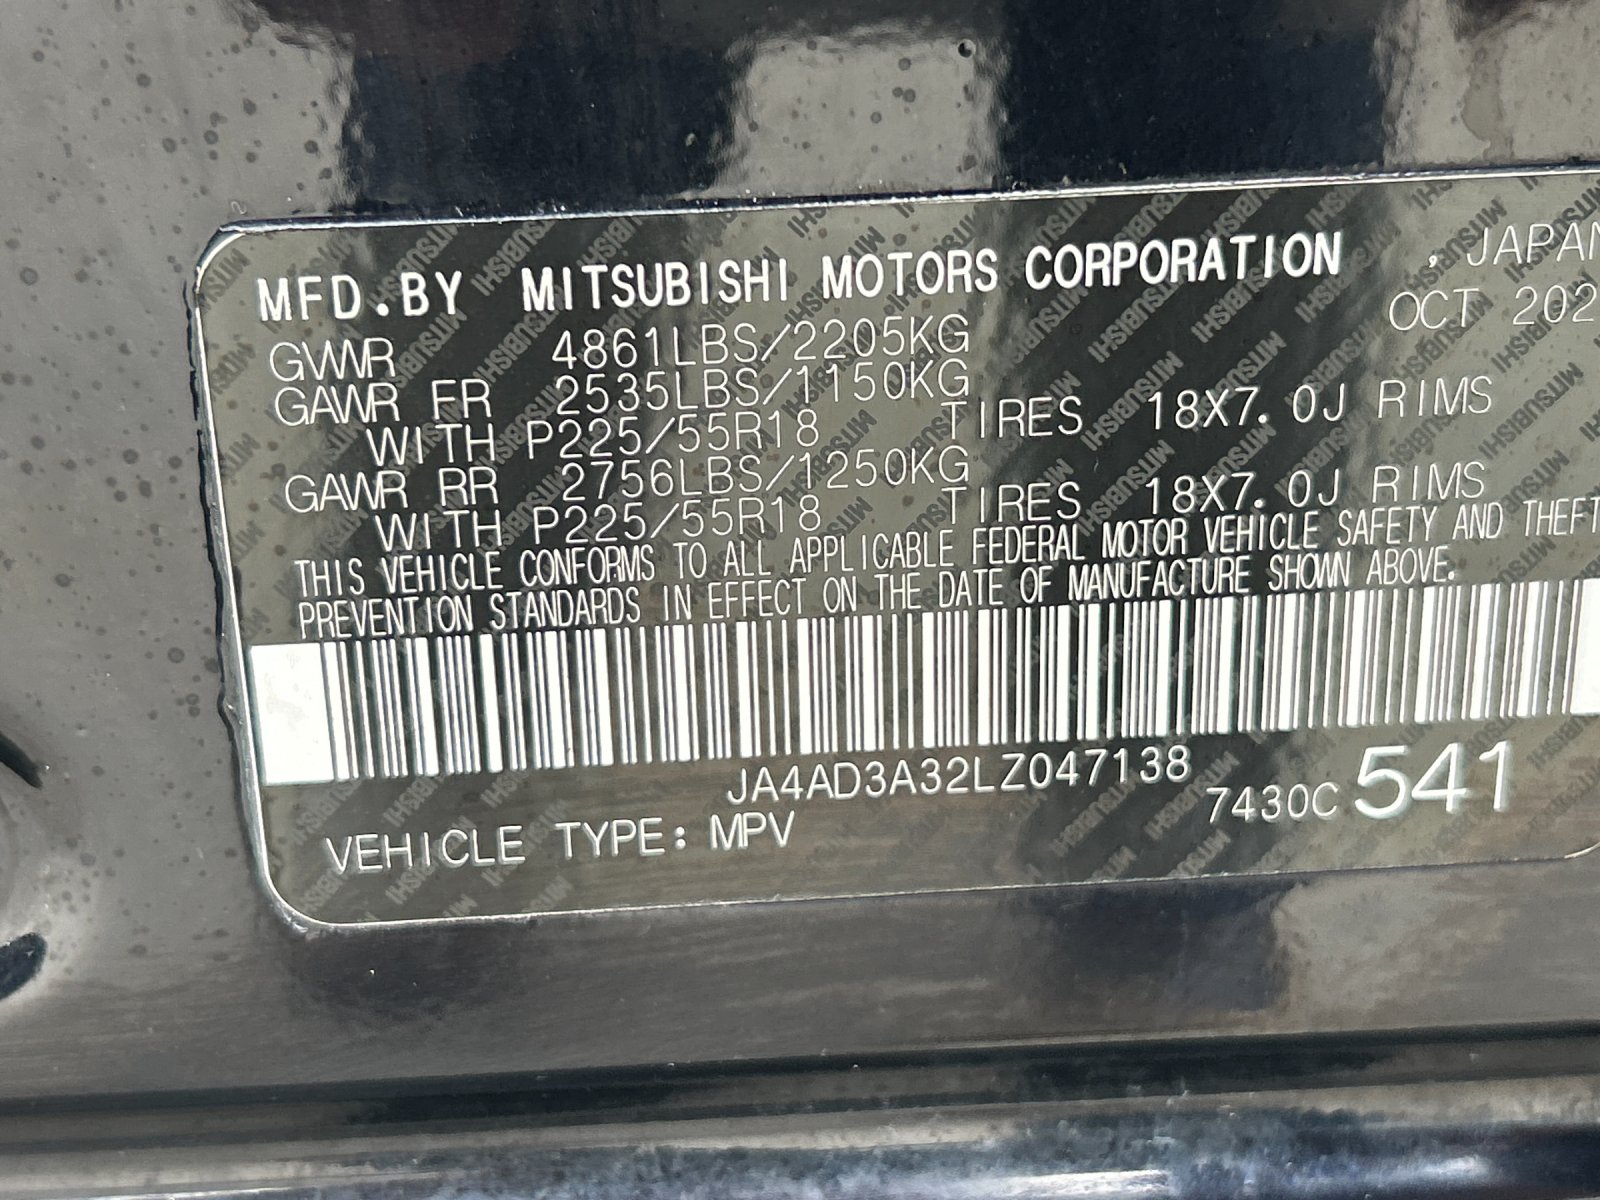 MFD.BY MITSUBISHI MOTORS CORPORATION , JAPAN
OCT 202
GVWR 4861LBS/2205KG
GAWR FR 2535LBS/1150KG
WITH P225/55R18 TIRES 18X7.0J RIMS
GAWR RR 2756LBS/1250KG
WITH P225/55R18 TIRES 18X7.0J RIMS
THIS VEHICLE CONFORMS TO ALL APPLICABLE FEDERAL MOTOR VEHICLE SAFETY AND THEFT
PREVENTION STANDARDS IN EFFECT ON THE DATE OF MANUFACTURE SHOWN ABOVE.
JA4AD3A32LZ047138
7430C 541
VEHICLE TYPE: MPV